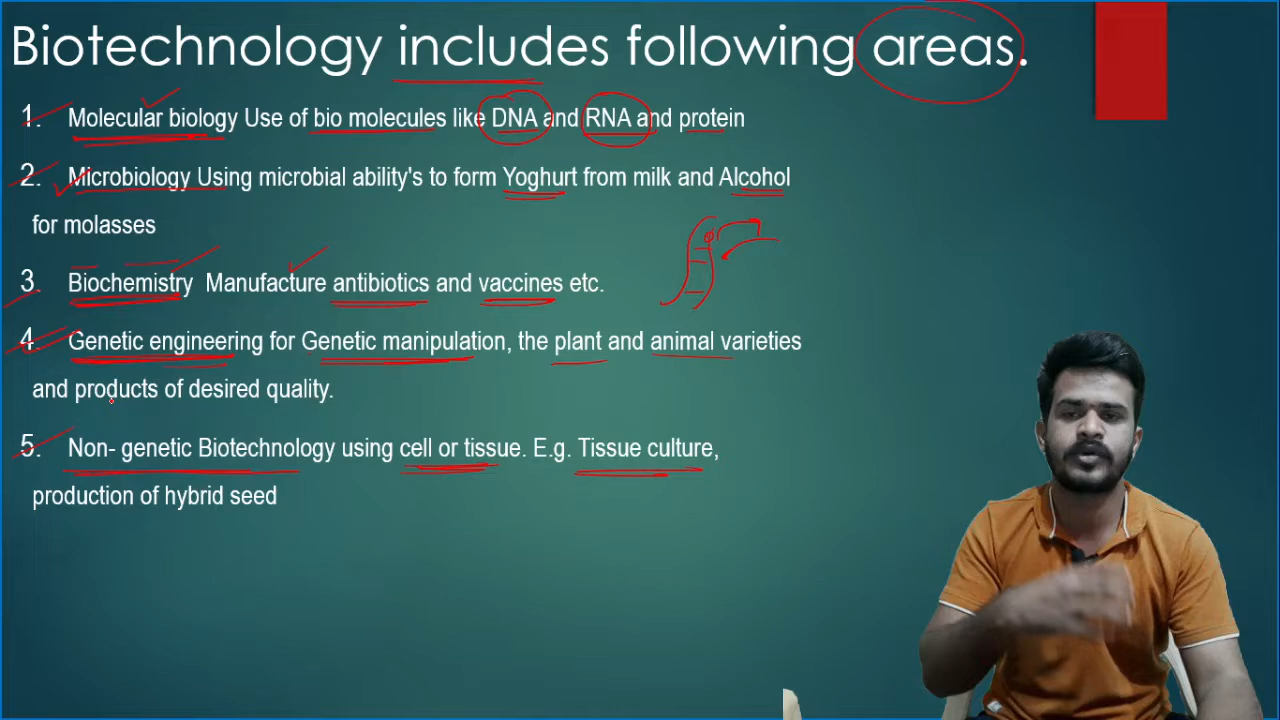 Biotechnology includes following areas.
1. Molecular biology Use of bio molecules like DNA and RNA and protein
2. Microbiology Using microbial ability's to form Yoghurt from milk and Alcohol
for molasses
3. Biochemistry Manufacture antibiotics and vaccines etc.
4. Genetic engineering for Genetic manipulation, the plant and animal varieties
and products of desired quality.
5. Non- genetic Biotechnology using cell or tissue. E.g. Tissue culture,
production of hybrid seed